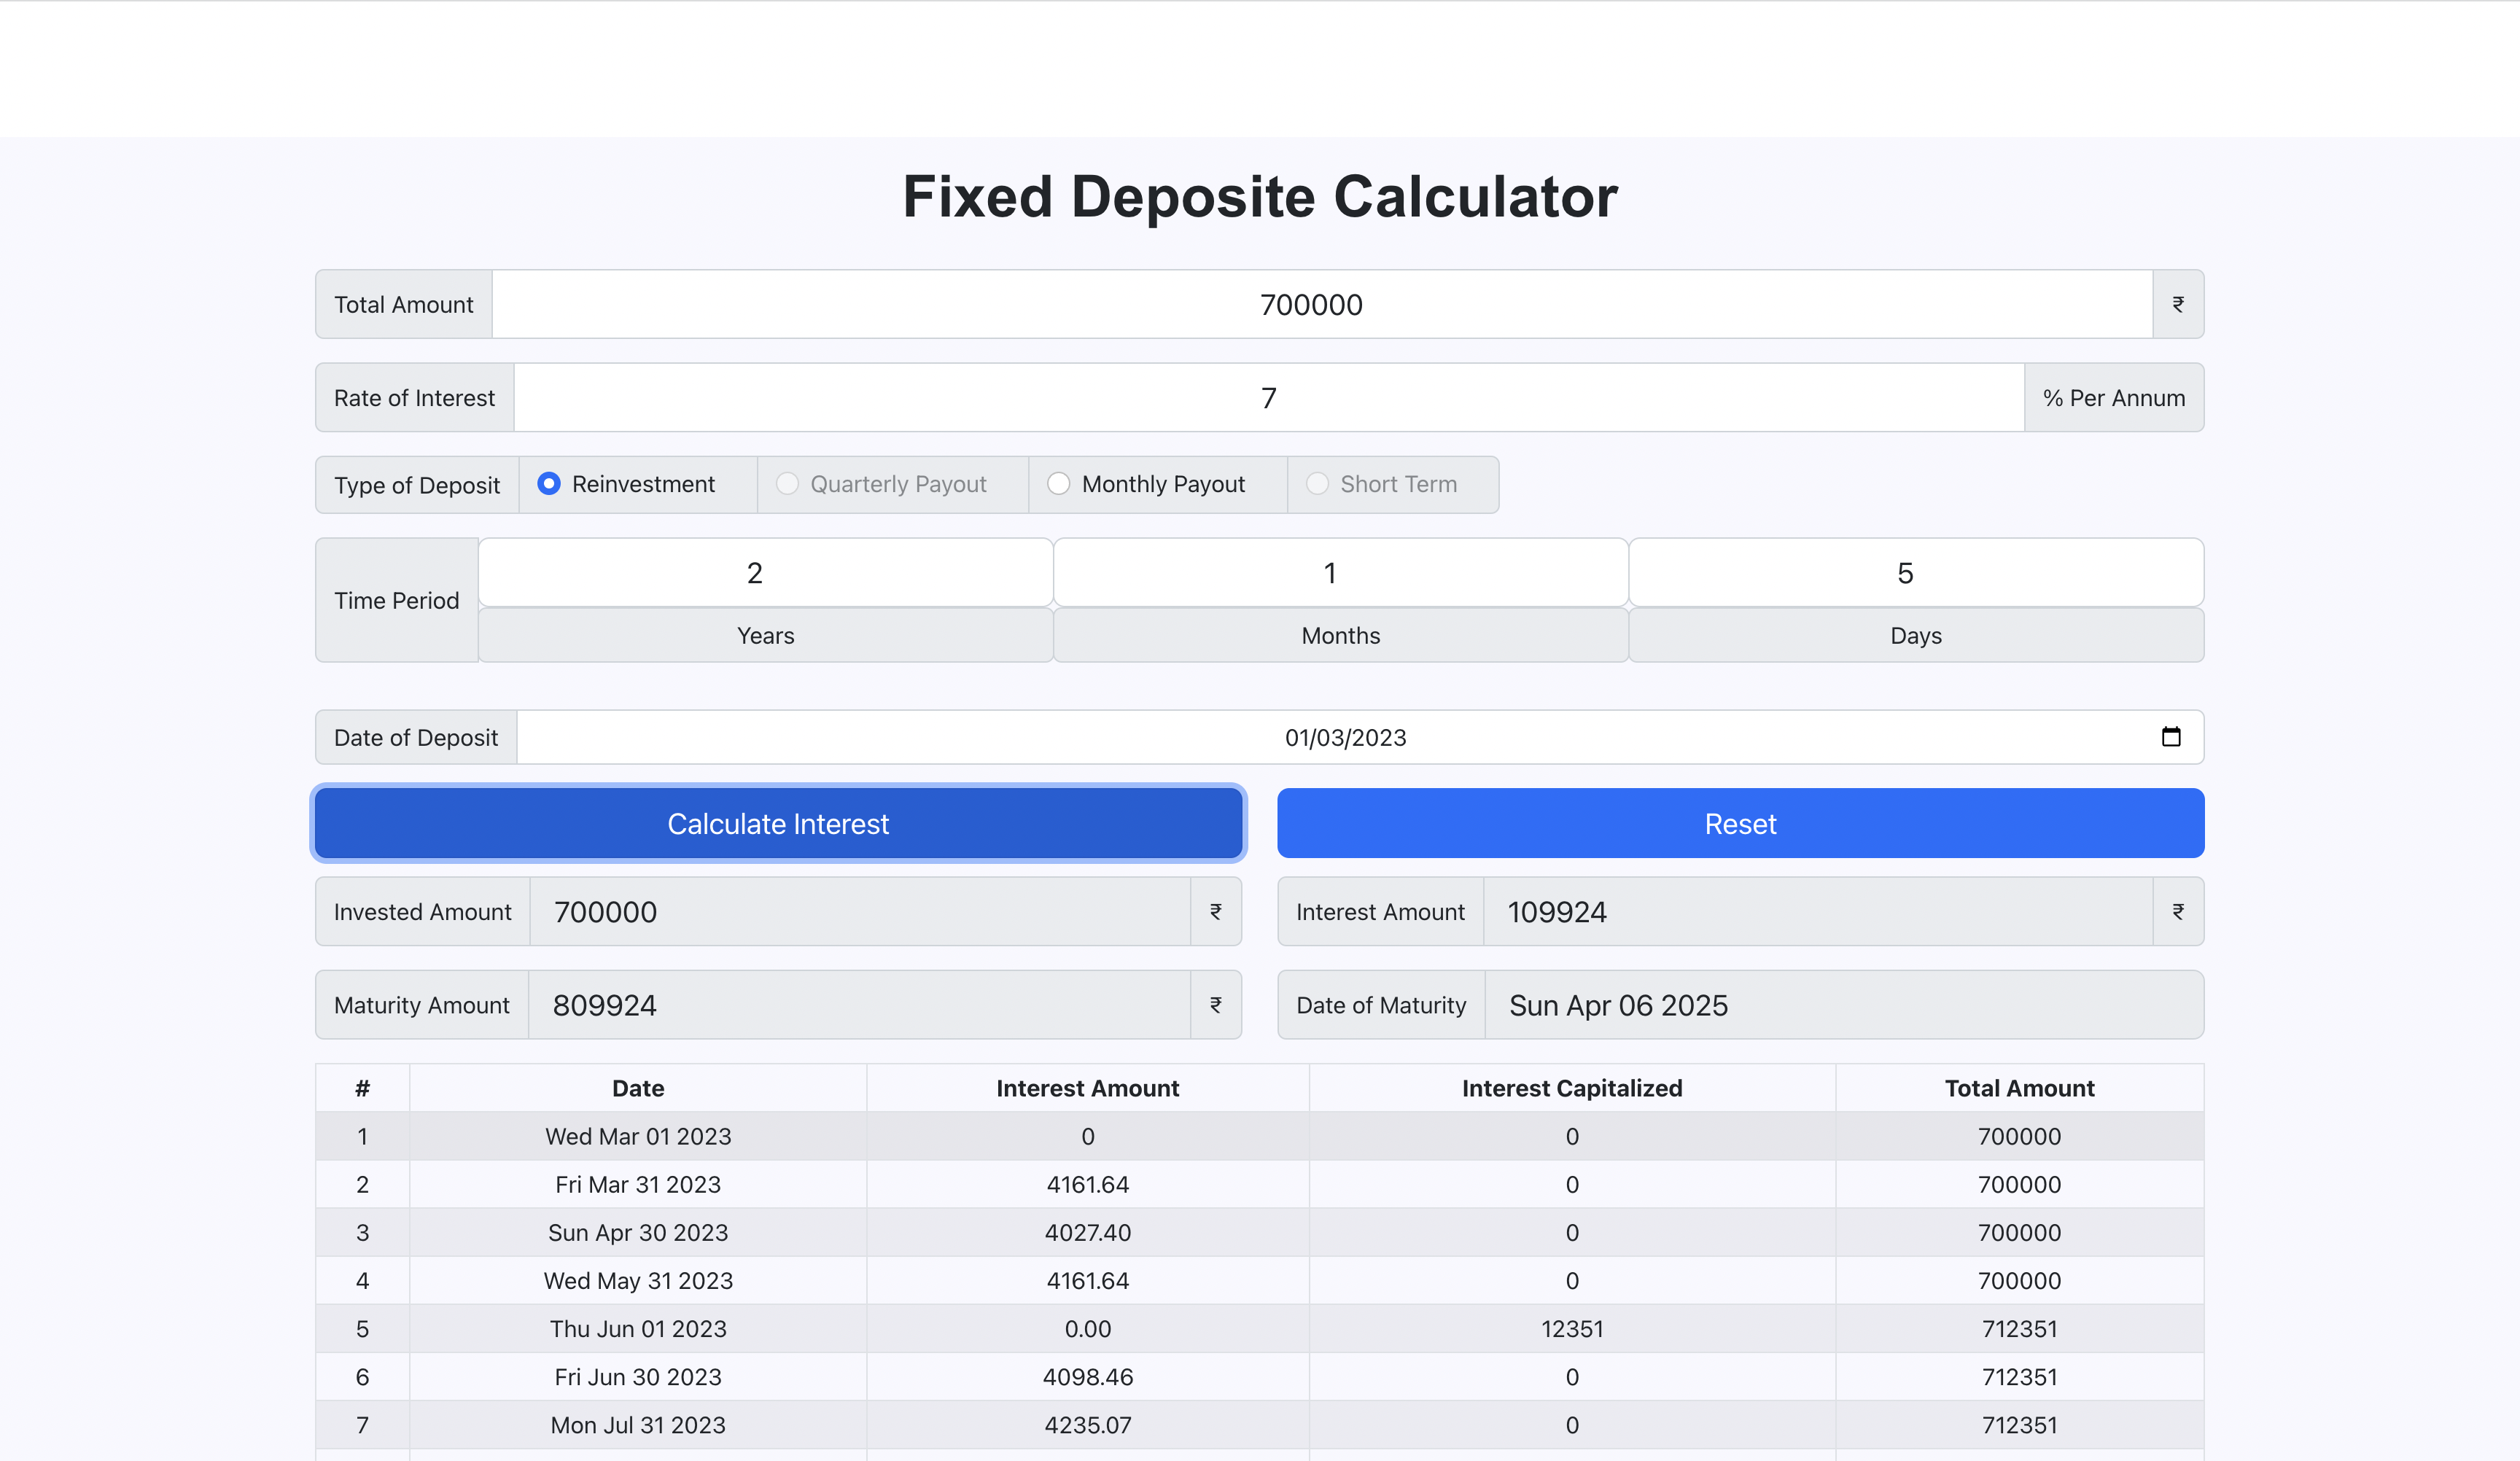 Fixed Deposite Calculator
Total Amount 700000 ₹
Rate of Interest 7 % Per Annum
Type of Deposit Reinvestment Quarterly Payout Monthly Payout Short Term
Time Period 2 1 5
Years Months Days
Date of Deposit 01/03/2023
Calculate Interest Reset
Invested Amount 700000 ₹ Interest Amount 109924 ₹
Maturity Amount 809924 ₹ Date of Maturity Sun Apr 06 2025
# Date Interest Amount Interest Capitalized Total Amount
1 Wed Mar 01 2023 0 0 700000
2 Fri Mar 31 2023 4161.64 0 700000
3 Sun Apr 30 2023 4027.40 0 700000
4 Wed May 31 2023 4161.64 0 700000
5 Thu Jun 01 2023 0.00 12351 712351
6 Fri Jun 30 2023 4098.46 0 712351
7 Mon Jul 31 2023 4235.07 0 712351